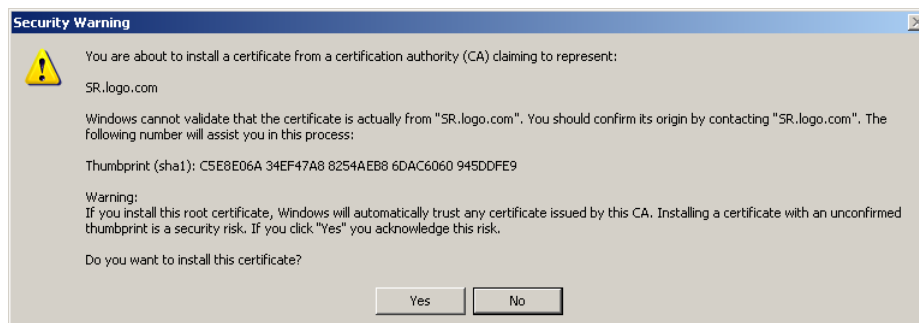 Security Warning
You are about to install a certificate from a certification authority (CA) claiming to represent:
SR.logo.com
Windows cannot validate that the certificate is actually from "SR.logo.com". You should confirm its origin by contacting "SR.logo.com". The
following number will assist you in this process:
Thumbprint (sha1): C5E8E06A 34EF47A8 8254AEB8 6DAC6060 945DDFE9
Warning:
If you install this root certificate, Windows will automatically trust any certificate issued by this CA. Installing a certificate with an unconfirmed
thumbprint is a security risk. If you click "Yes" you acknowledge this risk.
Do you want to install this certificate?
Yes No